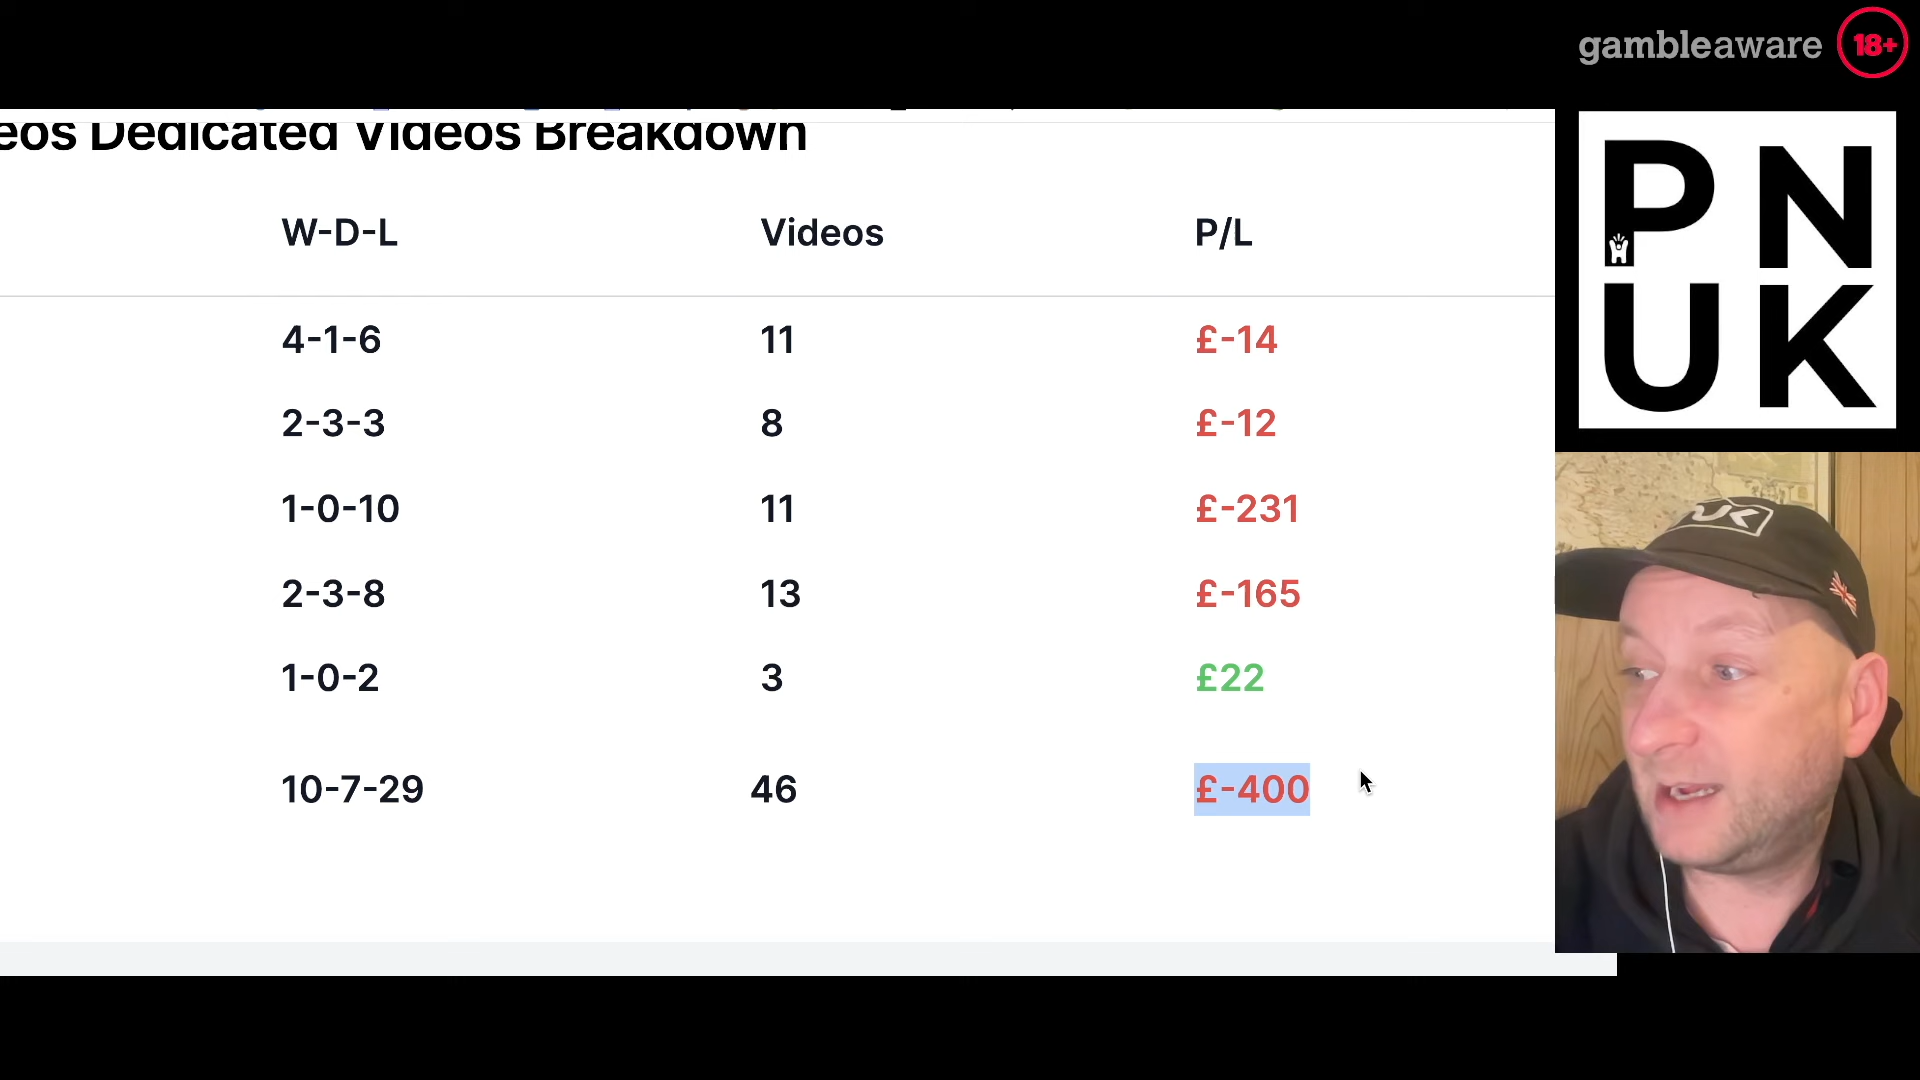 gambleaware 18+
eos Dedicated Videos Breakdown
W-D-L Videos P/L
4-1-6 11 £-14
2-3-3 8 £-12
1-0-10 11 £-231
2-3-8 13 £-165
1-0-2 3 £22
10-7-29 46 £-400
PN
UK
UK